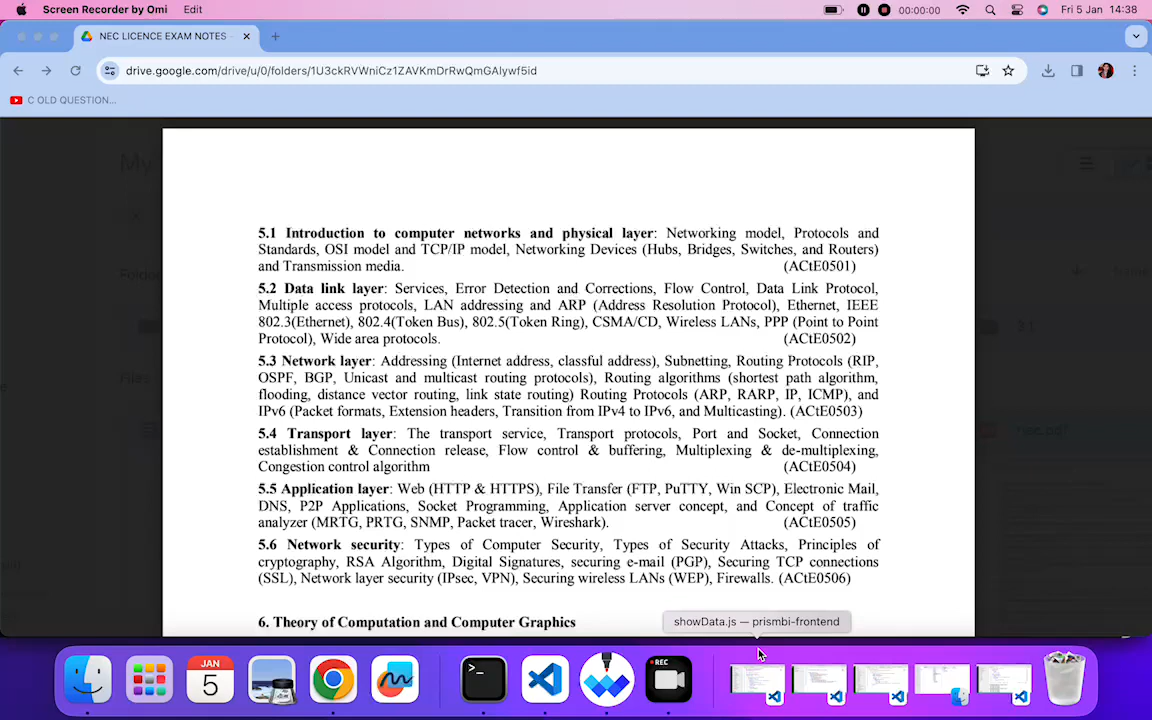 Screen Recorder by Omi Edit 00:00:00 Fri 5 Jan 14:38
NEC LICENCE EXAM NOTES
drive.google.com/drive/u/0/folders/1U3ckRVWniCz1ZAVKmDrRwQmGAlywf5id
C OLD QUESTION...
5.1 Introduction to computer networks and physical layer: Networking model, Protocols and
Standards, OSI model and TCP/IP model, Networking Devices (Hubs, Bridges, Switches, and Routers)
and Transmission media. (ACtE0501)
5.2 Data link layer: Services, Error Detection and Corrections, Flow Control, Data Link Protocol,
Multiple access protocols, LAN addressing and ARP (Address Resolution Protocol), Ethernet, IEEE
802.3(Ethernet), 802.4(Token Bus), 802.5(Token Ring), CSMA/CD, Wireless LANs, PPP (Point to Point
Protocol), Wide area protocols. (ACtE0502)
5.3 Network layer: Addressing (Internet address, classful address), Subnetting, Routing Protocols (RIP,
OSPF, BGP, Unicast and multicast routing protocols), Routing algorithms (shortest path algorithm,
flooding, distance vector routing, link state routing) Routing Protocols (ARP, RARP, IP, ICMP), and
IPv6 (Packet formats, Extension headers, Transition from IPv4 to IPv6, and Multicasting). (ACtE0503)
5.4 Transport layer: The transport service, Transport protocols, Port and Socket, Connection
establishment & Connection release, Flow control & buffering, Multiplexing & de-multiplexing,
Congestion control algorithm (ACtE0504)
5.5 Application layer: Web (HTTP & HTTPS), File Transfer (FTP, PuTTY, Win SCP), Electronic Mail,
DNS, P2P Applications, Socket Programming, Application server concept, and Concept of traffic
analyzer (MRTG, PRTG, SNMP, Packet tracer, Wireshark). (ACtE0505)
5.6 Network security: Types of Computer Security, Types of Security Attacks, Principles of
cryptography, RSA Algorithm, Digital Signatures, securing e-mail (PGP), Securing TCP connections
(SSL), Network layer security (IPsec, VPN), Securing wireless LANs (WEP), Firewalls. (ACtE0506)
6. Theory of Computation and Computer Graphics
showData.js — prismbi-frontend
JAN
5
REC